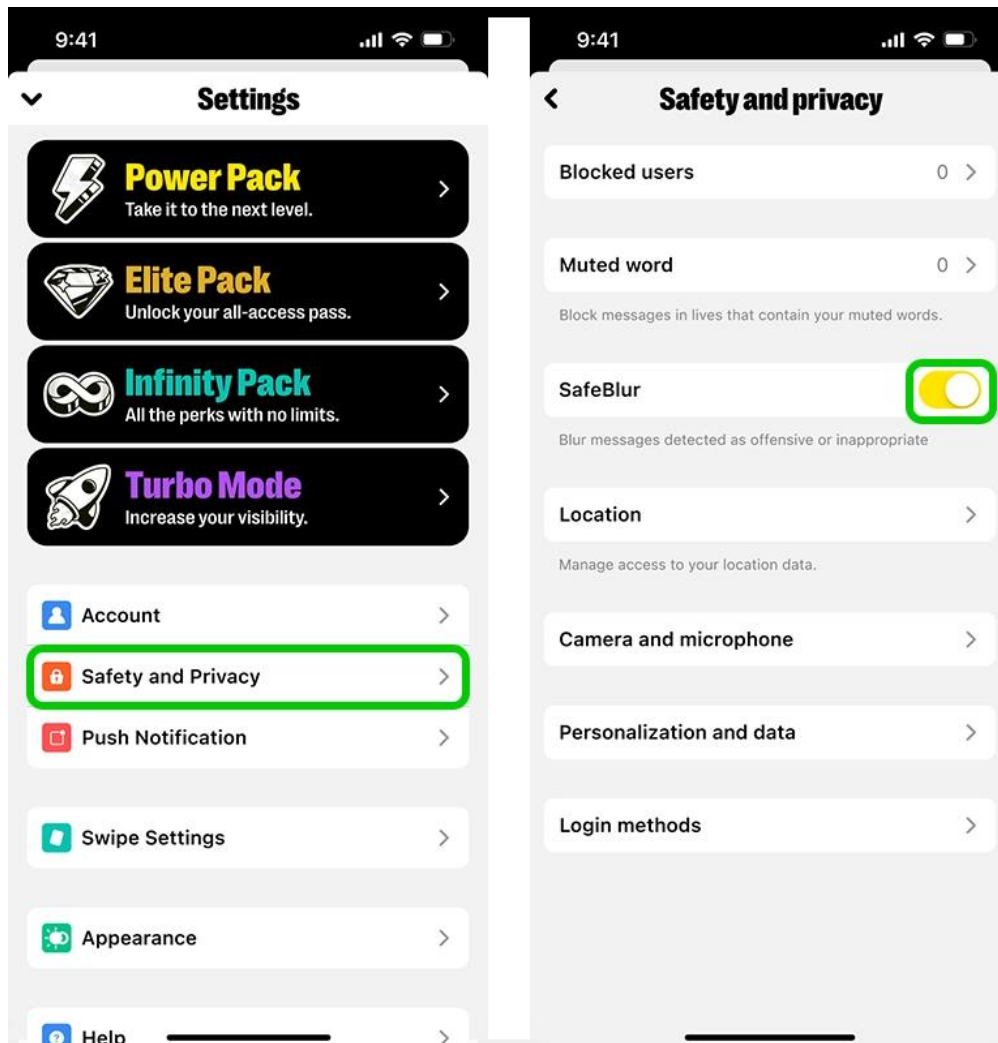 9:41
Settings
Power Pack
Take it to the next level.
Elite Pack
Unlock your all-access pass.
Infinity Pack
All the perks with no limits.
Turbo Mode
Increase your visibility.
Account
Safety and Privacy
Push Notification
Swipe Settings
Appearance
Help
9:41
Safety and privacy
Blocked users 0
Muted word 0
Block messages in lives that contain your muted words.
SafeBlur
Blur messages detected as offensive or inappropriate
Location
Manage access to your location data.
Camera and microphone
Personalization and data
Login methods